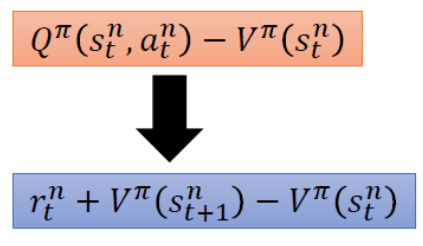 Q^π(s_t^n, a_t^n) − V^π(s_t^n)
r_t^n + V^π(s_{t+1}^n) − V^π(s_t^n)